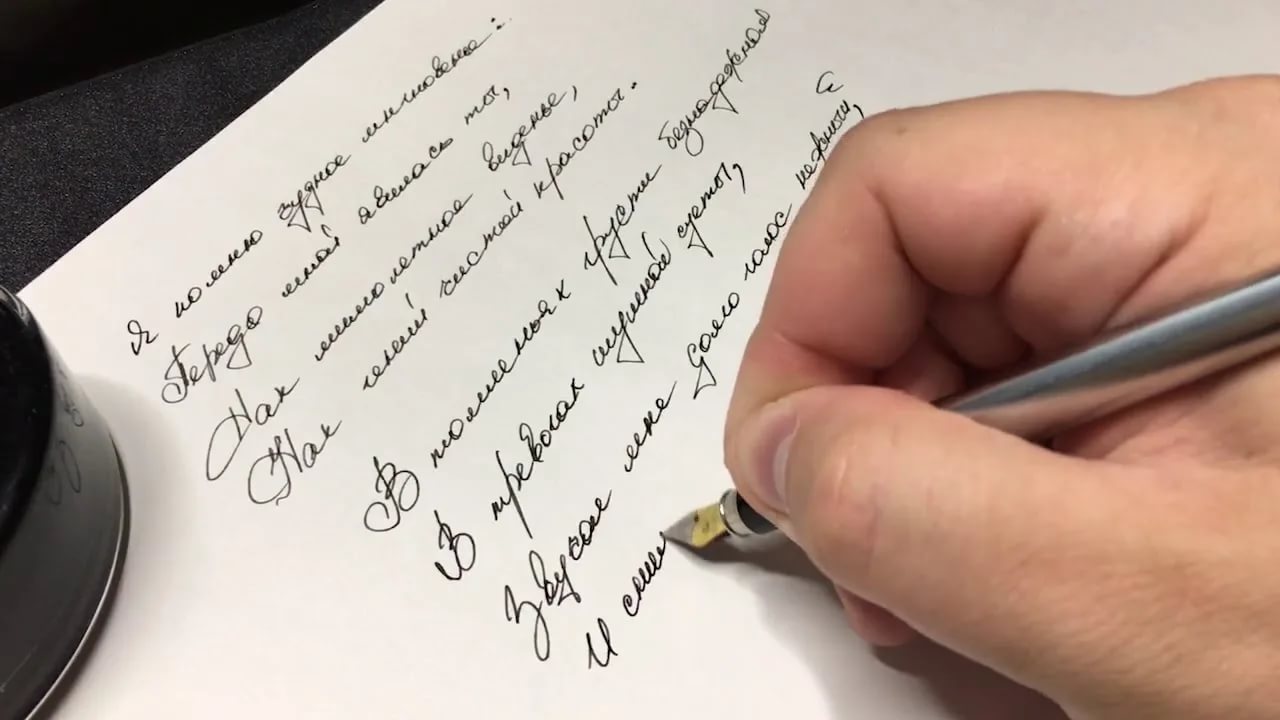 Я помню чудное мгновенье:
Передо мной явилась ты,
Как мимолетное виденье,
Как гений чистой красоты.
В томленьях грусти безнадежной
В тревогах шумной суеты,
Звучал мне долго голос нежный,
И сни